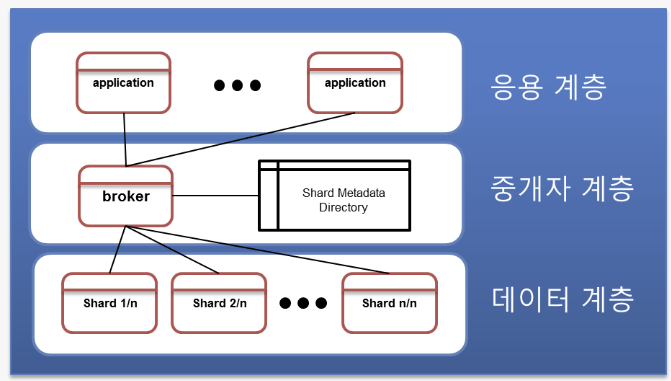 application
application
응용 계층
broker
Shard Metadata
Directory
중개자 계층
Shard 1/n
Shard 2/n
Shard n/n
데이터 계층